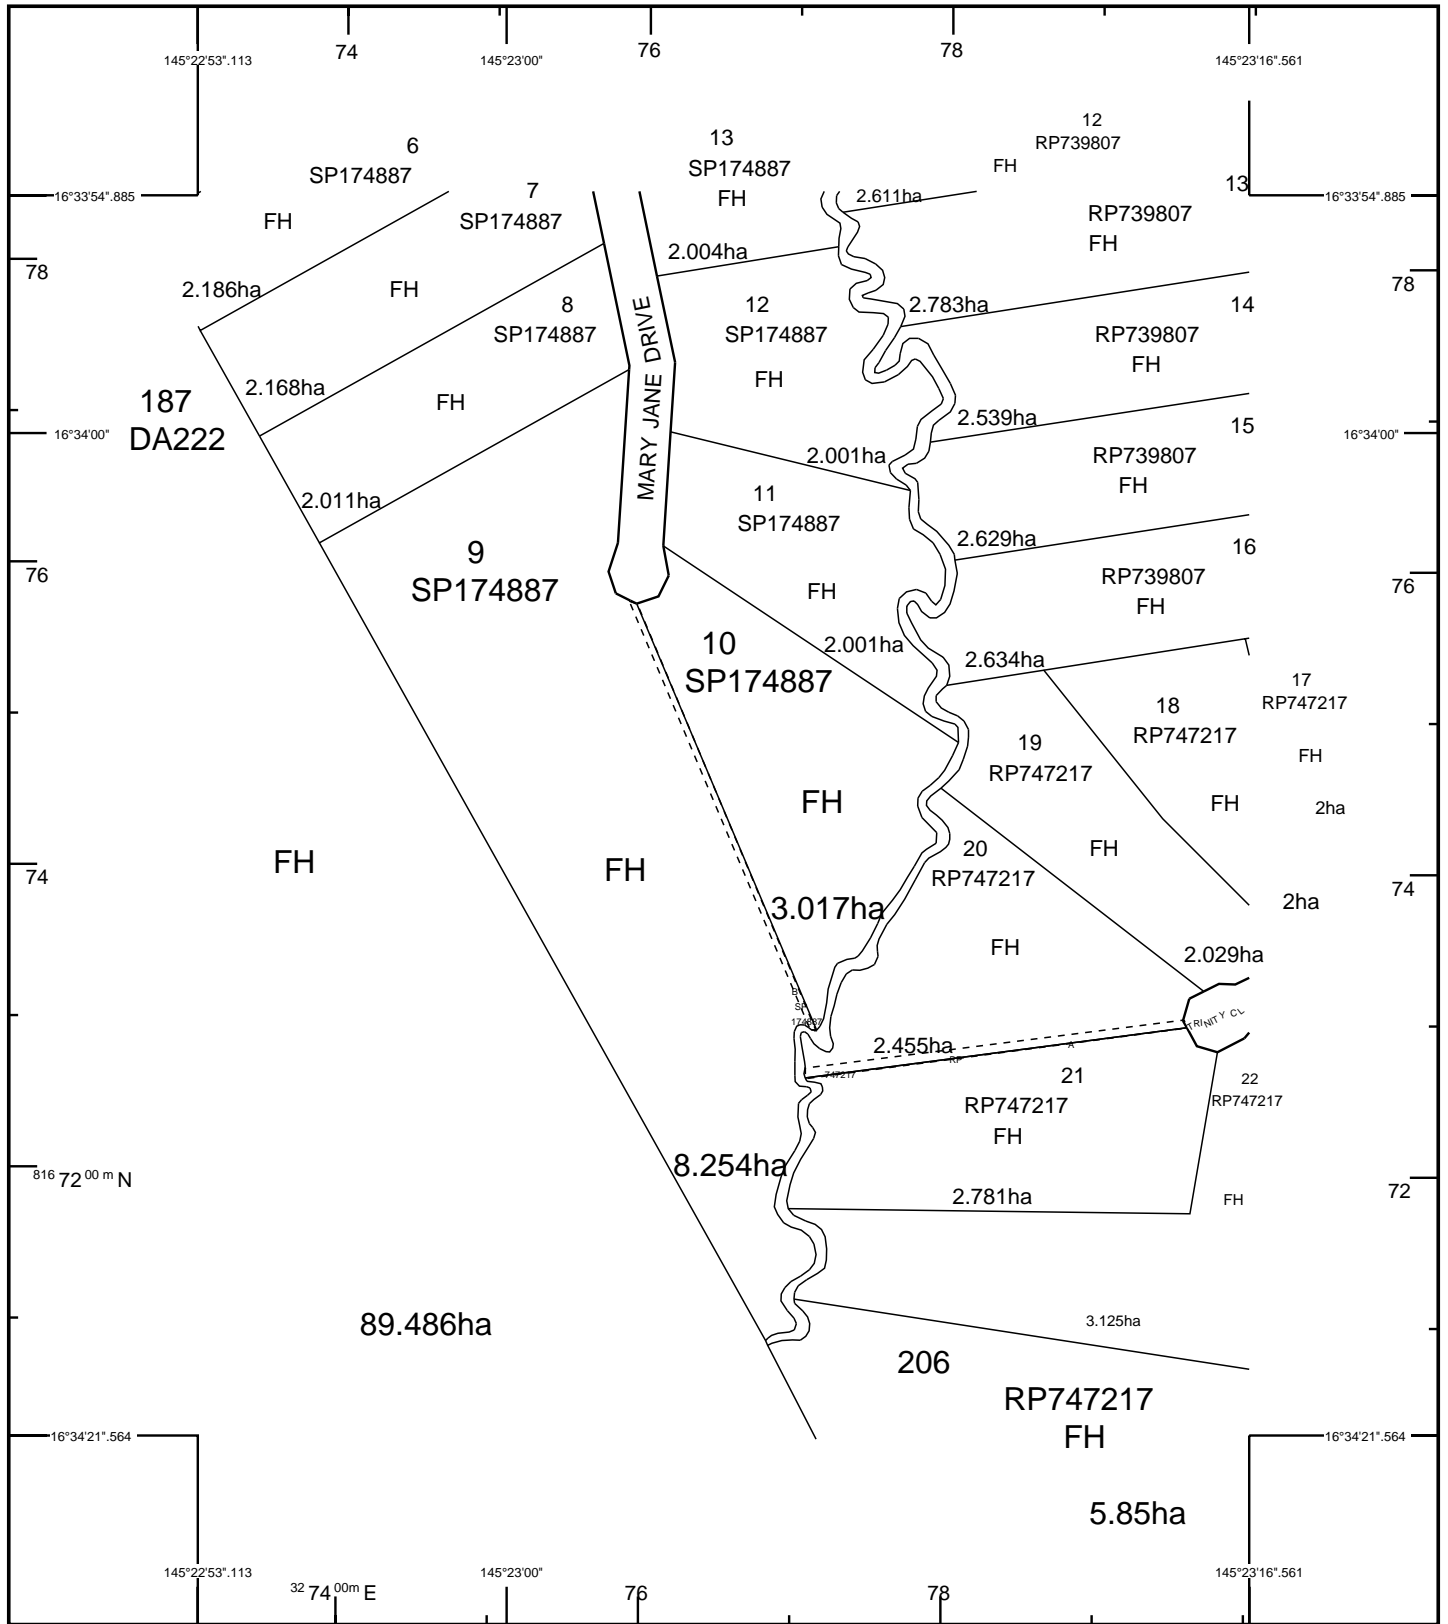 74
76
78
145°22'53".113
145°23'00"
145°23'16".561
6
SP174887
FH
2.186ha
7
SP174887
FH
2.168ha
8
SP174887
FH
2.011ha
13
SP174887
FH
2.004ha
12
RP739807
FH
2.611ha
13
RP739807
FH
2.783ha
16°33'54".885
16°33'54".885
78
78
12
SP174887
FH
2.001ha
14
RP739807
FH
2.539ha
MARY JANE DRIVE
187
DA222
FH
89.486ha
16°34'00"
16°34'00"
15
RP739807
FH
2.629ha
11
SP174887
FH
2.001ha
16
RP739807
FH
2.634ha
76
76
9
SP174887
FH
8.254ha
10
SP174887
FH
3.017ha
17
RP747217
FH
2ha
18
RP747217
FH
2ha
19
RP747217
FH
2.029ha
20
RP747217
FH
2.455ha
74
74
B
SP
174887
TRINITY CL
A
RP
747217
21
RP747217
FH
2.781ha
22
RP747217
FH
3.125ha
816 72 00 m N
72
206
RP747217
FH
5.85ha
16°34'21".564
16°34'21".564
145°22'53".113
145°23'00"
145°23'16".561
32 74 00m E
76
78